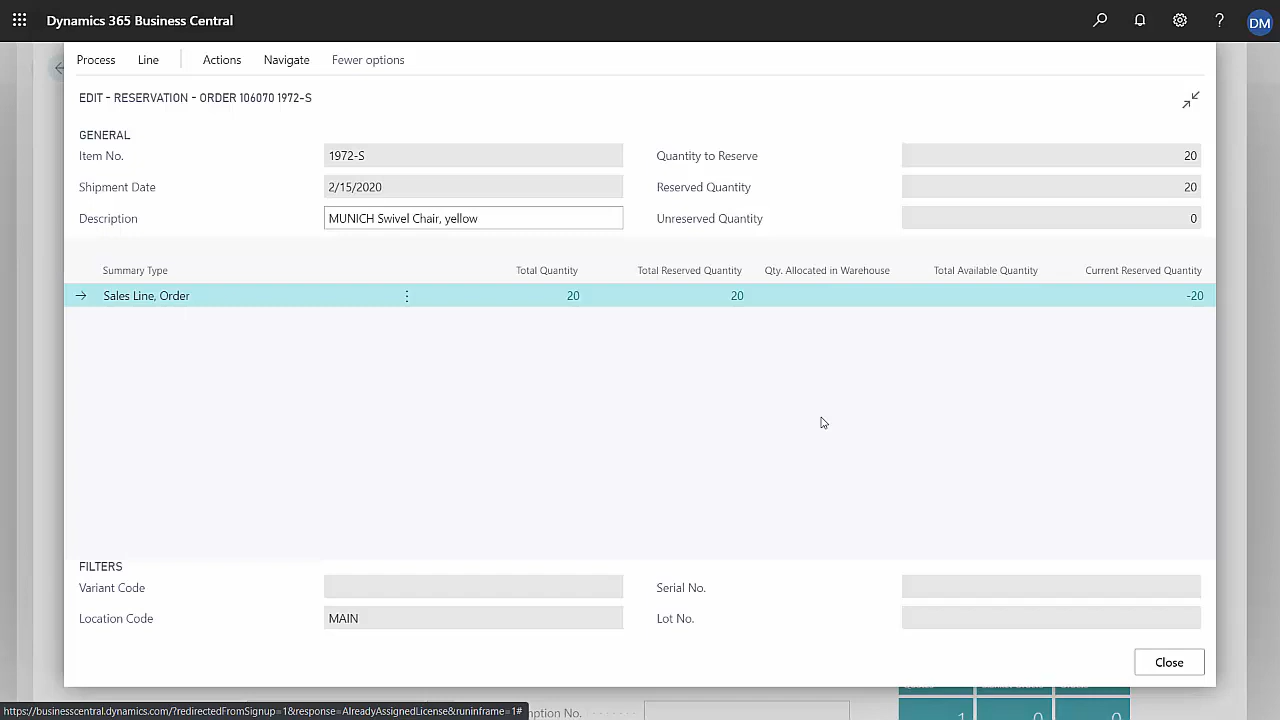 Dynamics 365 Business Central
DM
Process Line Actions Navigate Fewer options
EDIT - RESERVATION - ORDER 106070 1972-S
GENERAL
Item No. 1972-S Quantity to Reserve 20
Shipment Date 2/15/2020 Reserved Quantity 20
Description MUNICH Swivel Chair, yellow Unreserved Quantity 0
Summary Type Total Quantity Total Reserved Quantity Qty. Allocated in Warehouse Total Available Quantity Current Reserved Quantity
Sales Line, Order 20 20 -20
FILTERS
Variant Code Serial No.
Location Code MAIN Lot No.
Close
https://businesscentral.dynamics.com/?redirectedFromSignup=1&response=AlreadyAssignedLicense&runinframe=1# mption No. 1 0 0